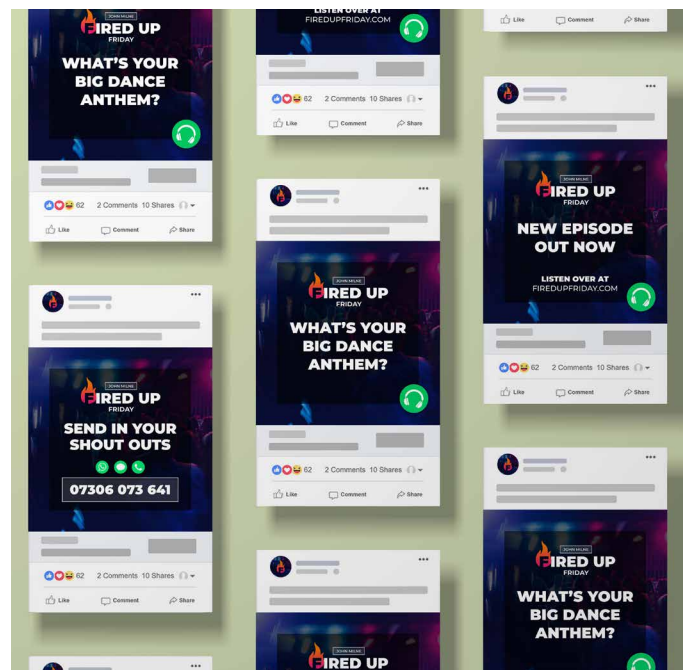 JOHN MILNE
FIRED UP
FRIDAY
WHAT'S YOUR
BIG DANCE
ANTHEM?
62 2 Comments 10 Shares
Like Comment Share
JOHN MILNE
FIRED UP
FRIDAY
SEND IN YOUR
SHOUT OUTS
07306 073 641
62 2 Comments 10 Shares
Like Comment Share
LISTEN OVER AT
FIREDUPFRIDAY.COM
62 2 Comments 10 Shares
Like Comment Share
JOHN MILNE
FIRED UP
FRIDAY
WHAT'S YOUR
BIG DANCE
ANTHEM?
62 2 Comments 10 Shares
Like Comment Share
JOHN MILNE
FIRED UP
Like Comment Share
JOHN MILNE
FIRED UP
FRIDAY
NEW EPISODE
OUT NOW
LISTEN OVER AT
FIREDUPFRIDAY.COM
62 2 Comments 10 Shares
Like Comment Share
JOHN MILNE
FIRED UP
FRIDAY
WHAT'S YOUR
BIG DANCE
ANTHEM?